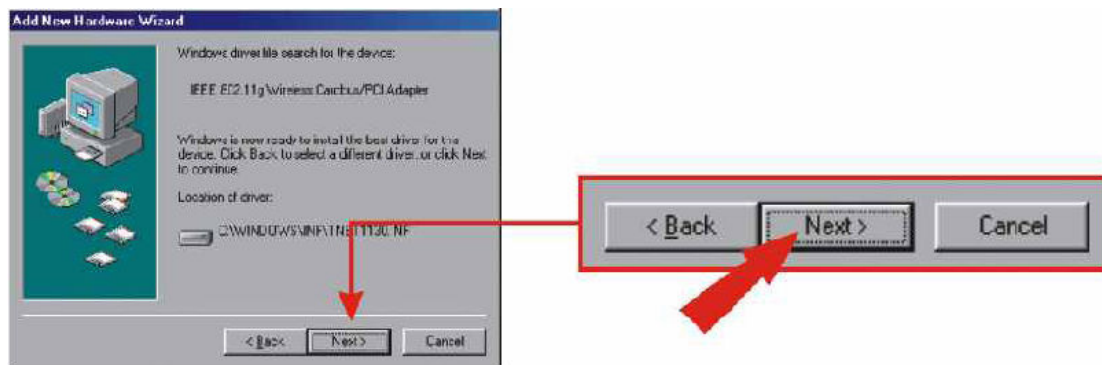 Add New Hardware Wizard
Windows driver file search for the device:
IEEE 802.11g Wireless Cardbus/PCI Adapter
Windows is now ready to install the best driver for this
device. Click Back to select a different driver, or click Next
to continue.
Location of driver:
C:\WINDOWS\INF\TNET1130.INF
< Back
Next >
Cancel
< Back
Next >
Cancel